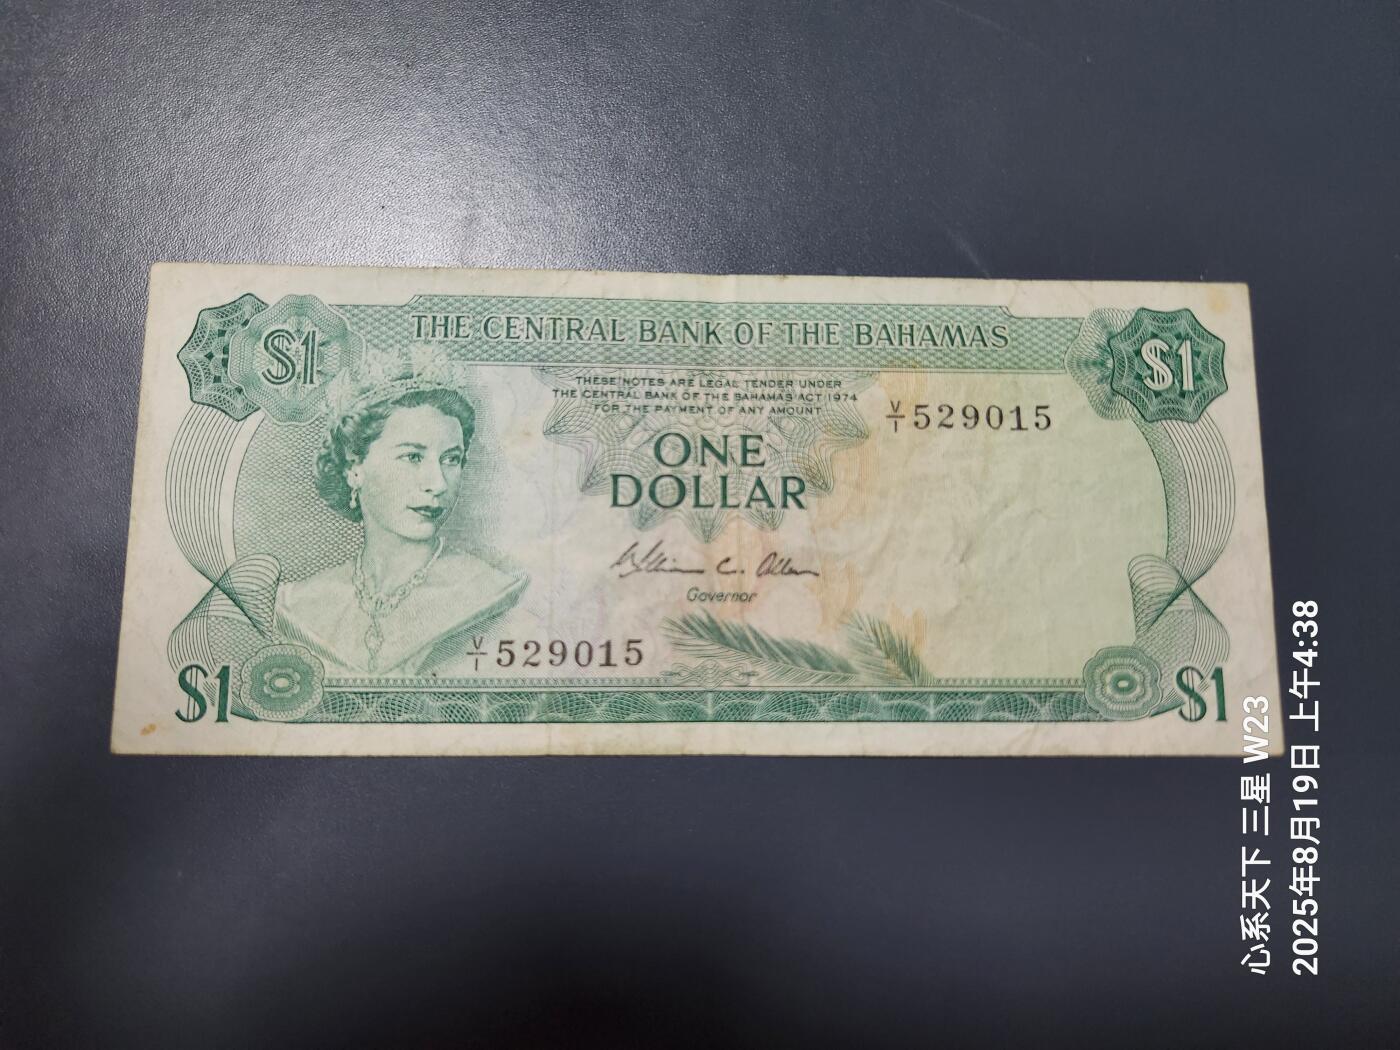 THE CENTRAL BANK OF THE BAHAMAS
$1
$1
THESE NOTES ARE LEGAL TENDER UNDER
THE CENTRAL BANK OF THE BAHAMAS ACT 1974
FOR THE PAYMENT OF ANY AMOUNT
V/1 529015
ONE
DOLLAR
William C. Allen
Governor
V/1 529015
$1
$1
心系天下 三星 W23
2025年8月19日 上午4:38